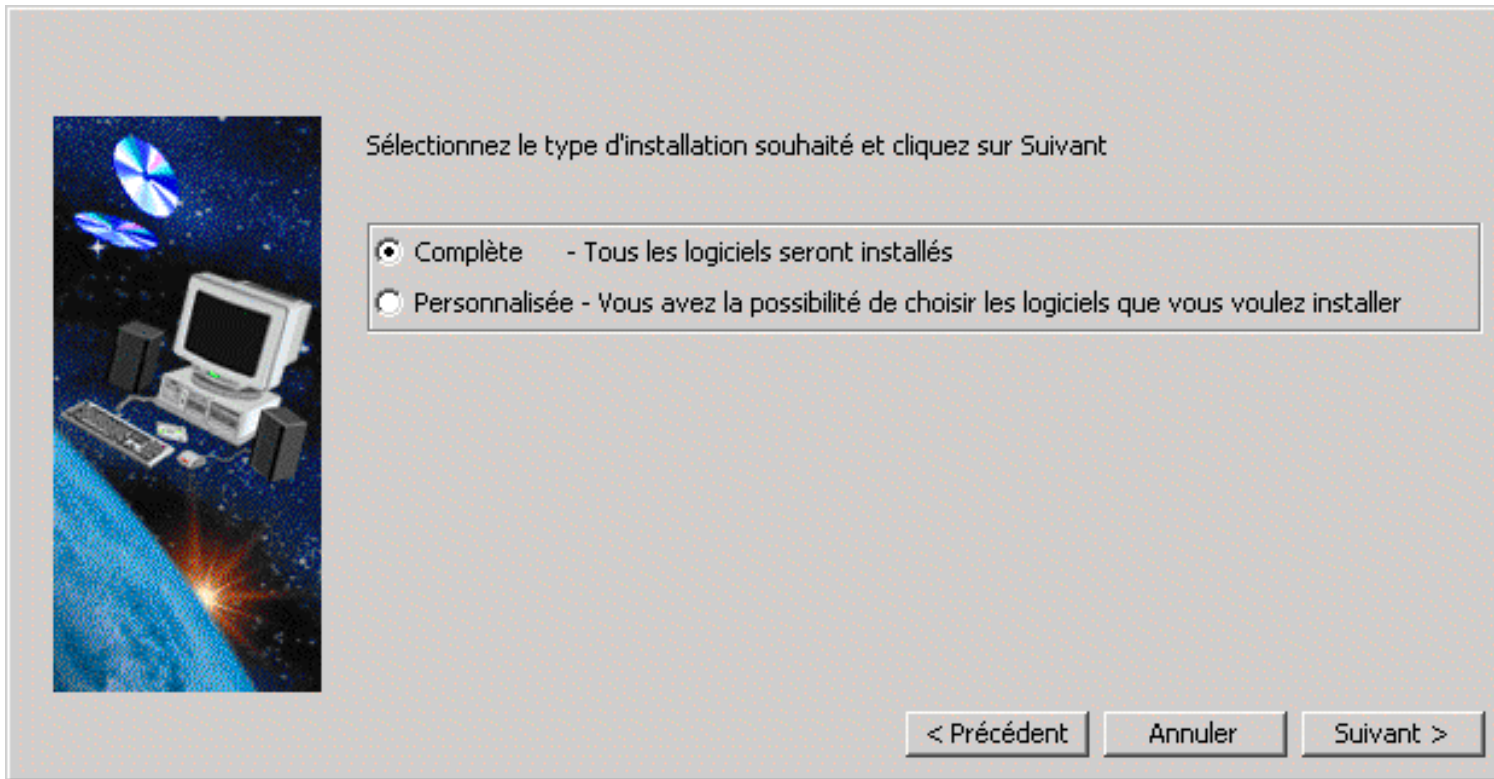 Sélectionnez le type d'installation souhaité et cliquez sur Suivant
Complète - Tous les logiciels seront installés
Personnalisée - Vous avez la possibilité de choisir les logiciels que vous voulez installer
< Précédent
Annuler
Suivant >